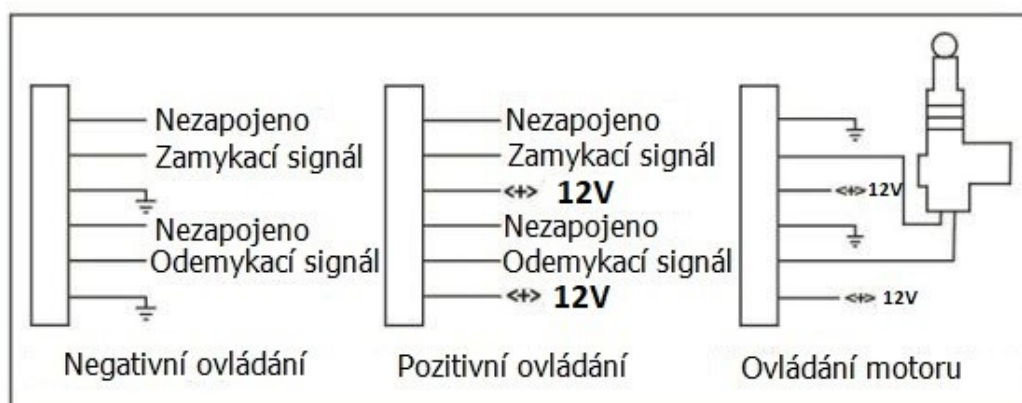 Nezapojeno
Zamykací signál
Nezapojeno
Odemykací signál
Negativní ovládání
Nezapojeno
Zamykací signál
<+> 12V
Nezapojeno
Odemykací signál
<+> 12V
Pozitivní ovládání
<+> 12V
<+> 12V
Ovládání motoru